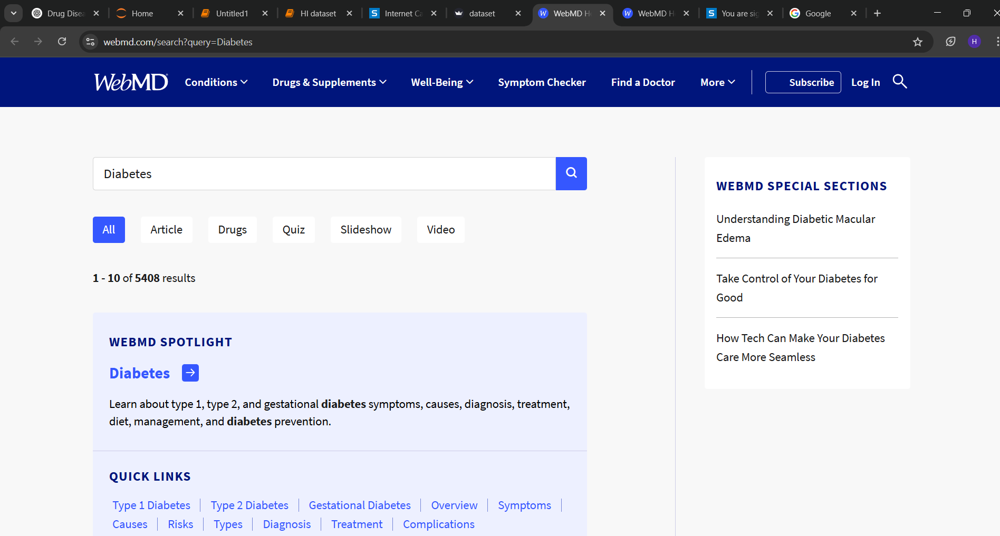 Drug Disea
Home
Untitled1
HI dataset
Internet Ca
dataset
WebMD H
WebMD H
You are sig
Google
webmd.com/search?query=Diabetes
H
WebMD
Conditions
Drugs & Supplements
Well-Being
Symptom Checker
Find a Doctor
More
Subscribe
Log In
Diabetes
All
Article
Drugs
Quiz
Slideshow
Video
1 - 10 of 5408 results
WEBMD SPOTLIGHT
Diabetes
Learn about type 1, type 2, and gestational diabetes symptoms, causes, diagnosis, treatment,
diet, management, and diabetes prevention.
QUICK LINKS
Type 1 Diabetes | Type 2 Diabetes | Gestational Diabetes | Overview | Symptoms |
Causes | Risks | Types | Diagnosis | Treatment | Complications
WEBMD SPECIAL SECTIONS
Understanding Diabetic Macular
Edema
Take Control of Your Diabetes for
Good
How Tech Can Make Your Diabetes
Care More Seamless